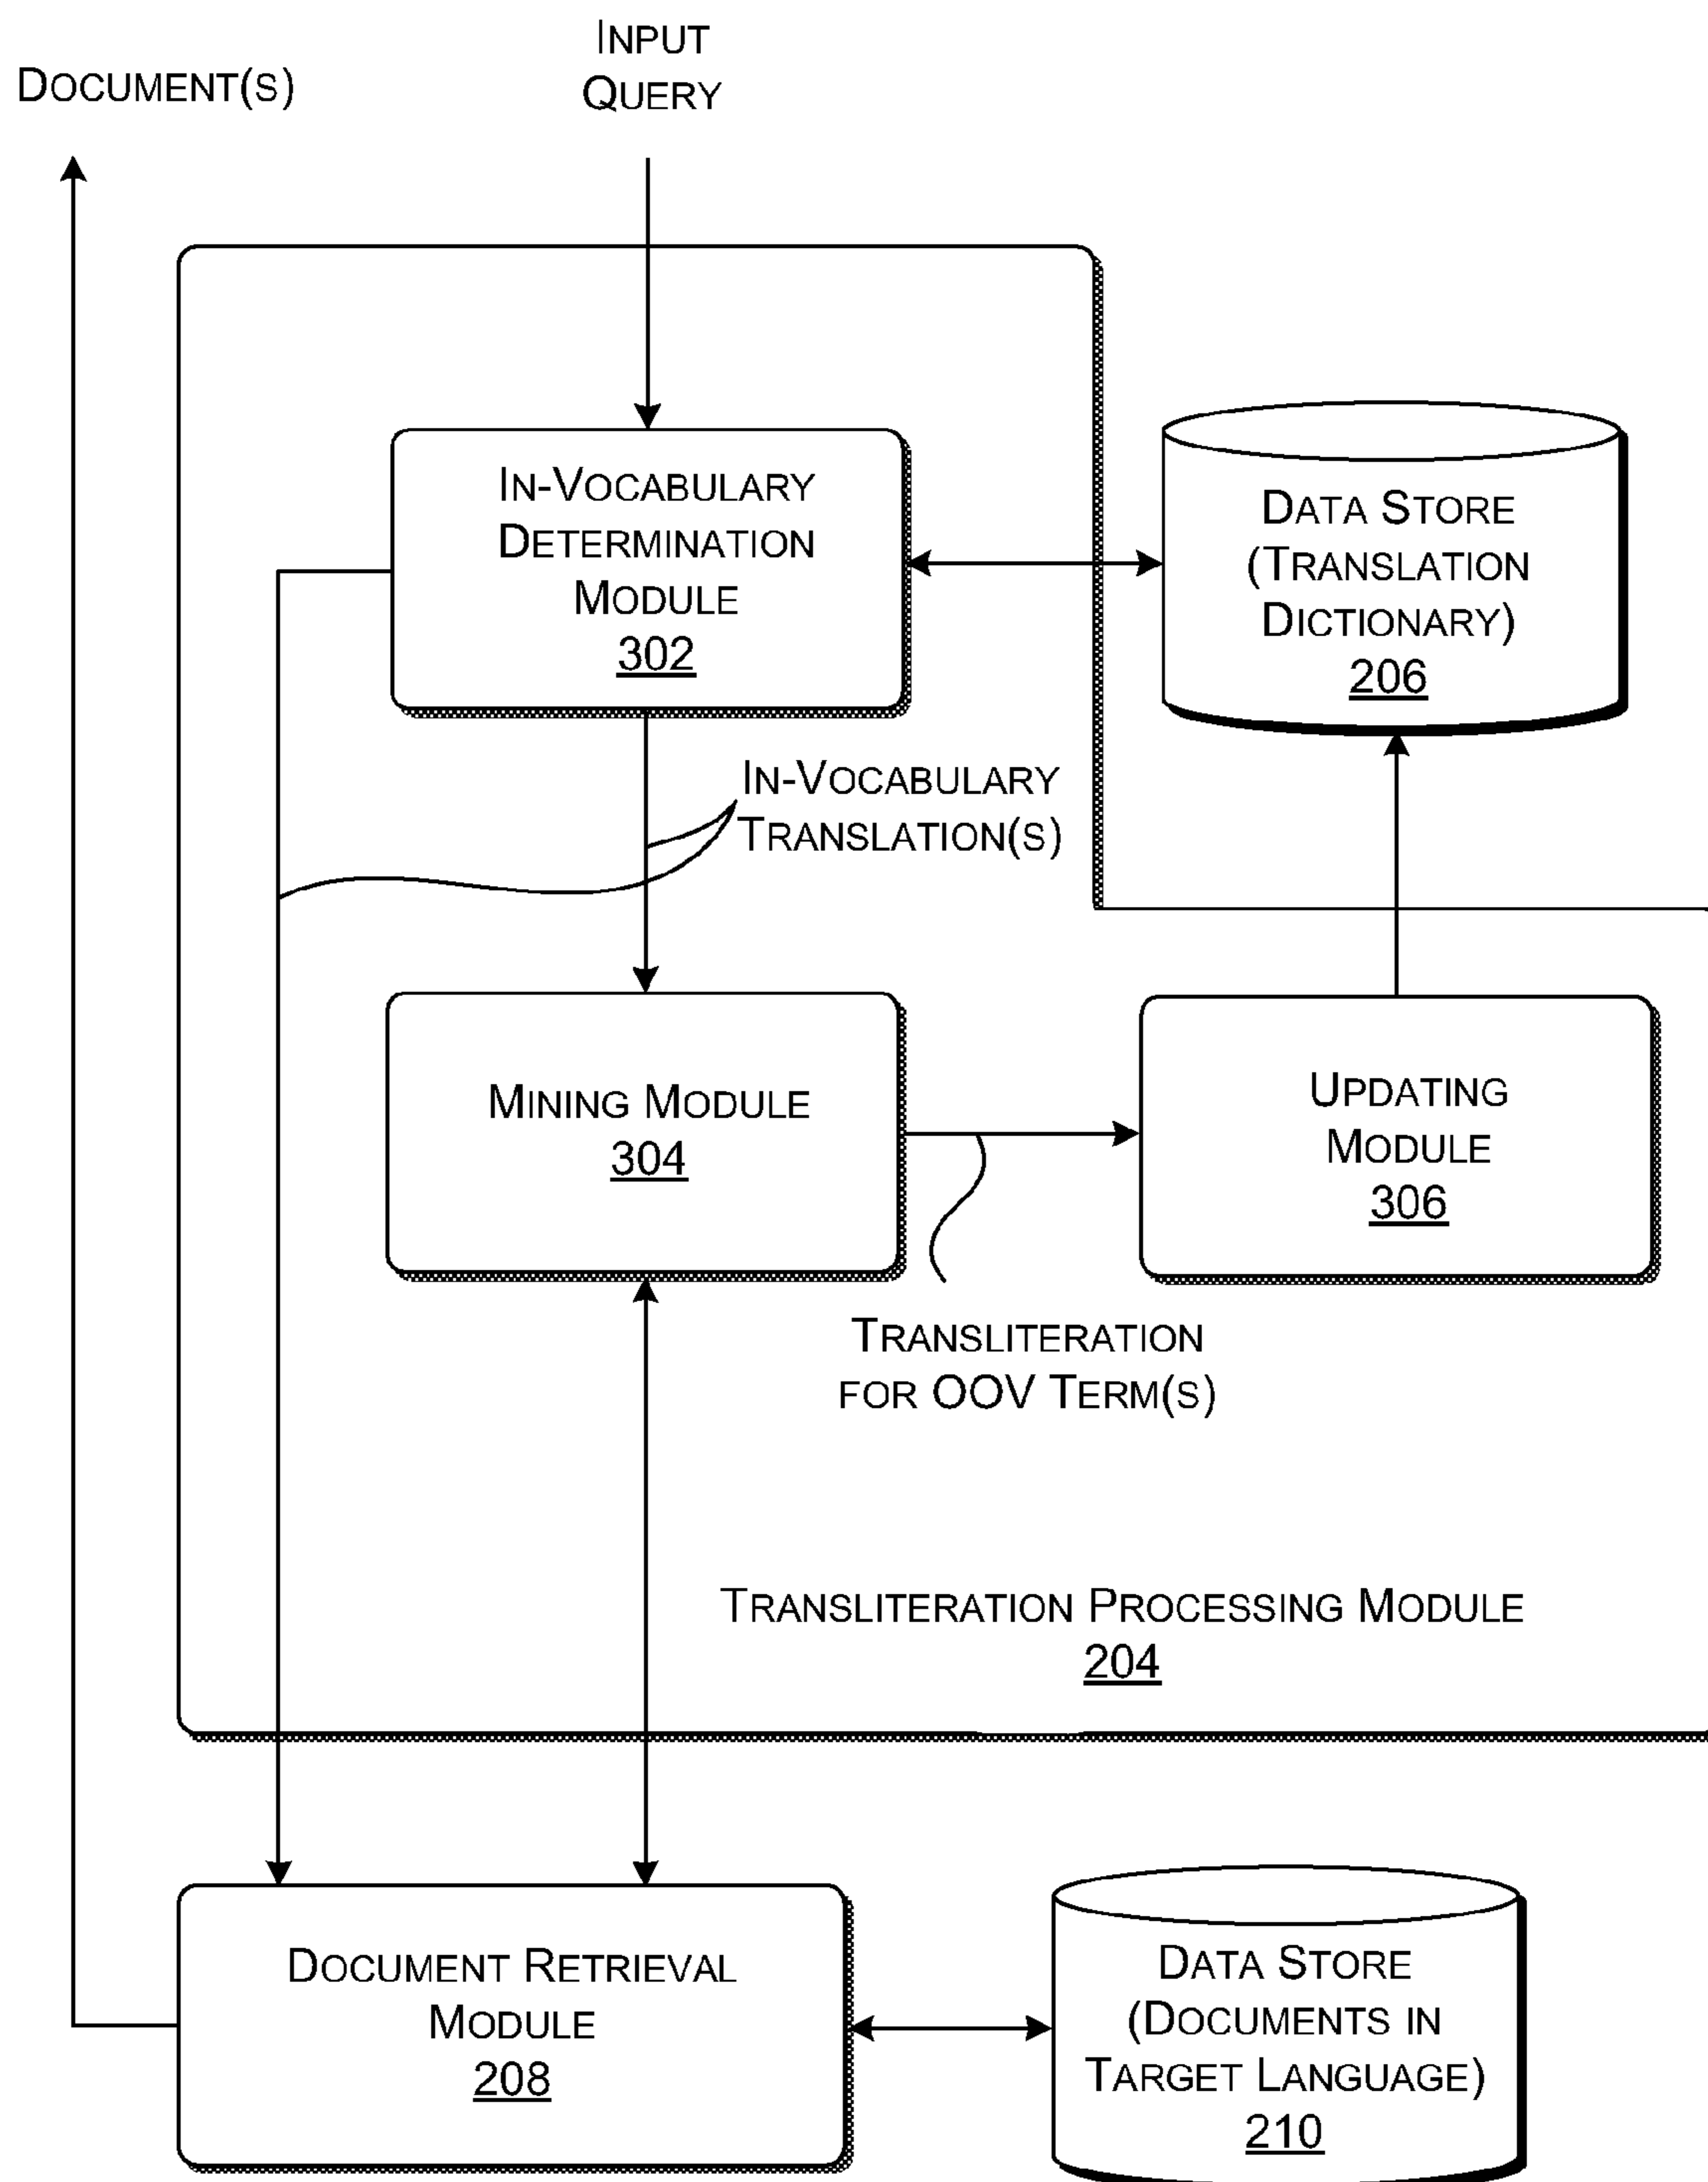 DOCUMENT(S)
INPUT
QUERY
IN-VOCABULARY
DETERMINATION
MODULE
302
DATA STORE
(TRANSLATION
DICTIONARY)
206
IN-VOCABULARY
TRANSLATION(S)
MINING MODULE
304
UPDATING
MODULE
306
TRANSLITERATION
FOR OOV TERM(S)
TRANSLITERATION PROCESSING MODULE
204
DOCUMENT RETRIEVAL
MODULE
208
DATA STORE
(DOCUMENTS IN
TARGET LANGUAGE)
210